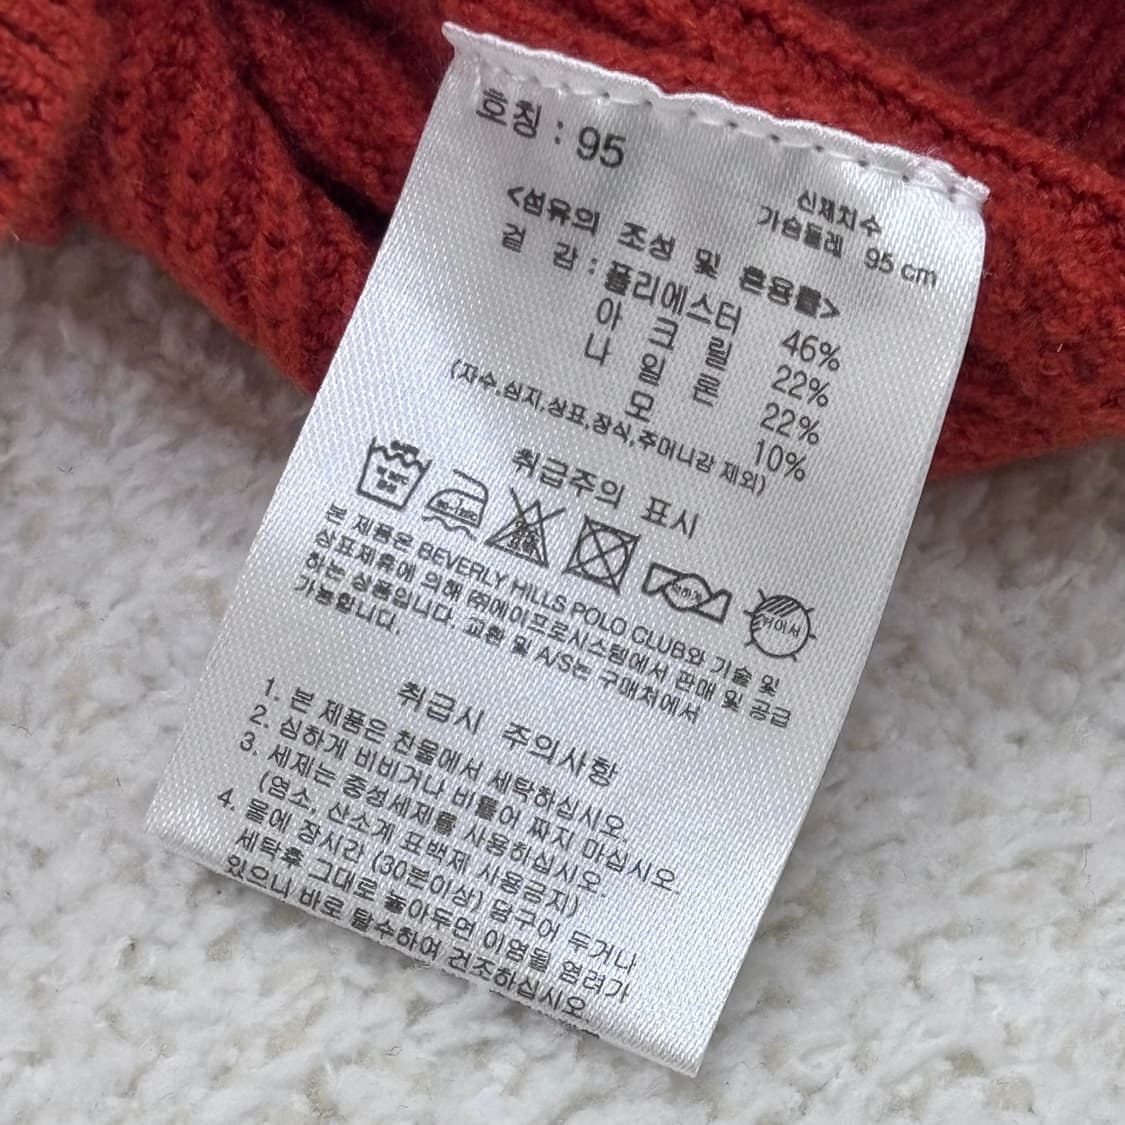 호칭 : 95
신체치수
가슴둘레 95 cm
<섬유의 조성 및 혼용률>
겉 감 : 폴리에스터 46%
아 크 릴 22%
나 일 론 22%
모 10%
(자수,심지,상표,장식,주머니감 제외)
취급주의 표시
약하게
뉘어서
본 제품은 BEVERLY HILLS POLO CLUB와 기술 및
상표제휴에 의해 ㈜에이프로시스템에서 판매 및 공급
하는 상품입니다. 교환 및 A/S는 구매처에서
가능합니다.
취급시 주의사항
1. 본 제품은 찬물에서 세탁하십시오.
2. 심하게 비비거나 비틀어 짜지 마십시오.
3. 세제는 중성세제를 사용하십시오.
(염소, 산소계 표백제 사용금지)
4. 물에 장시간 (30분이상) 담구어 두거나
세탁후 그대로 놓아두면 이염될 염려가
있으니 바로 탈수하여 건조하십시오.